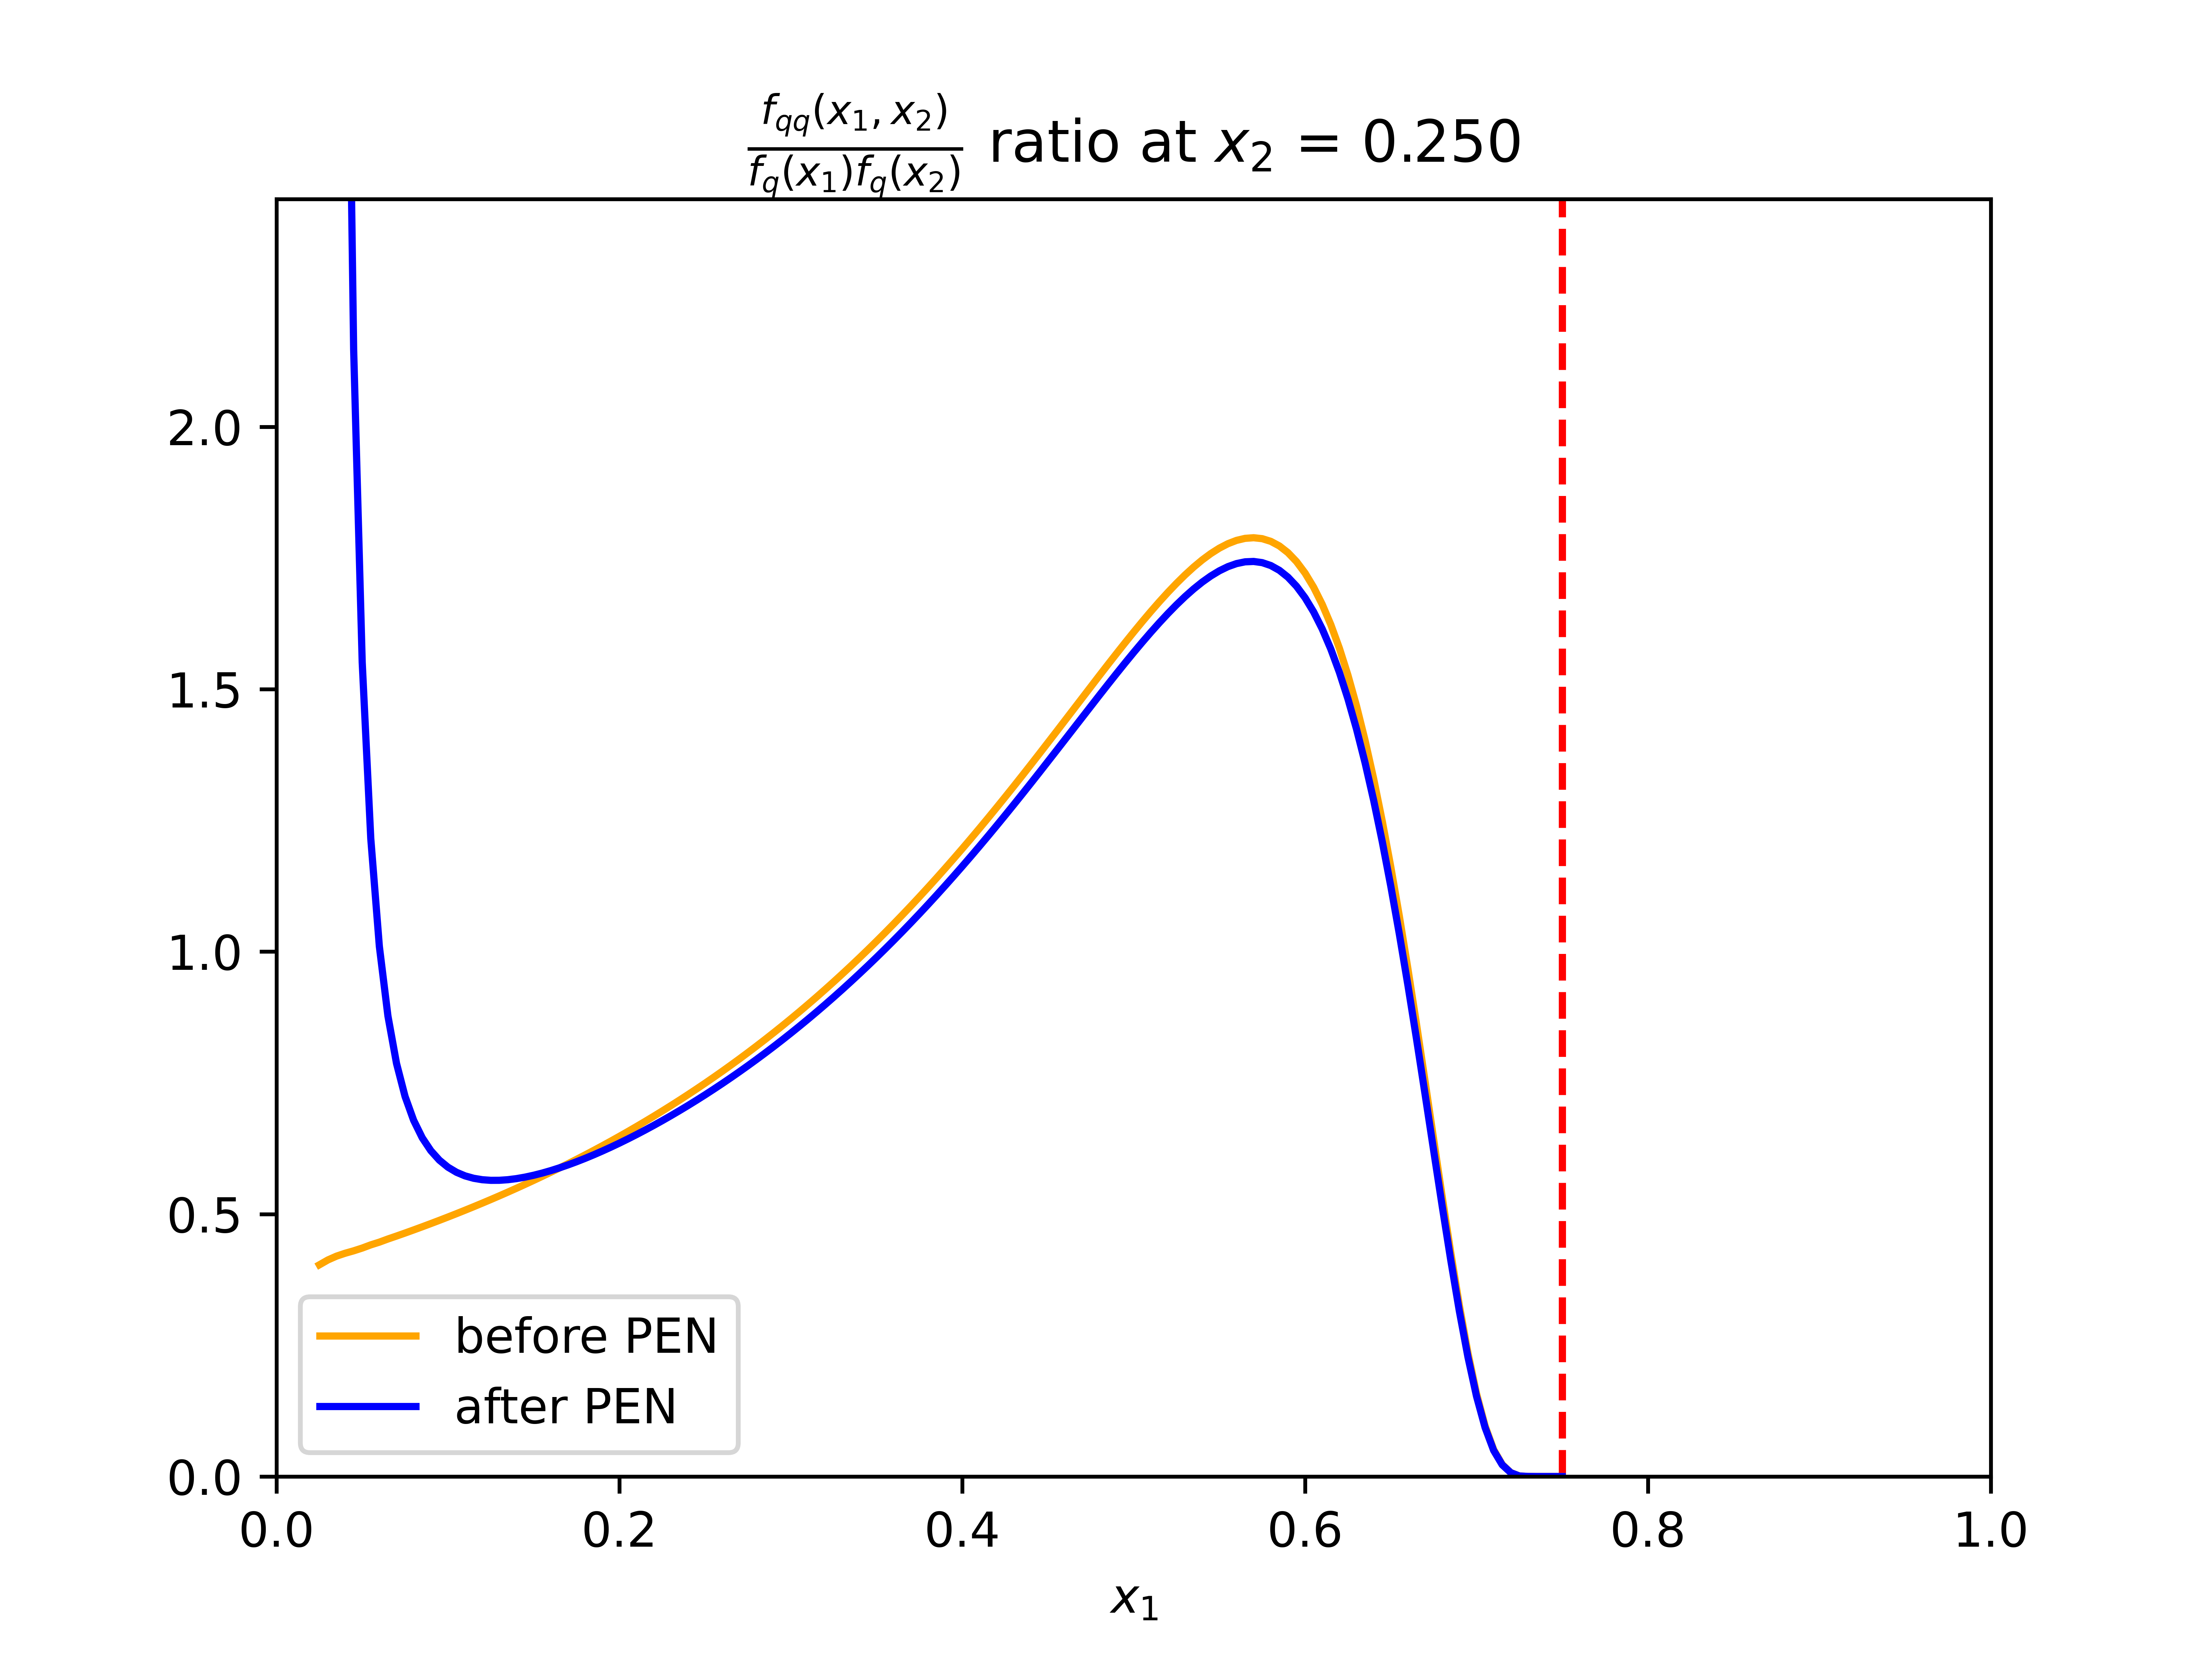 f_qq(x_1, x_2) / f_q(x_1)f_q(x_2) ratio at x_2 = 0.250
2.0
1.5
1.0
0.5
0.0
before PEN
after PEN
0.0 0.2 0.4 0.6 0.8 1.0
x_1